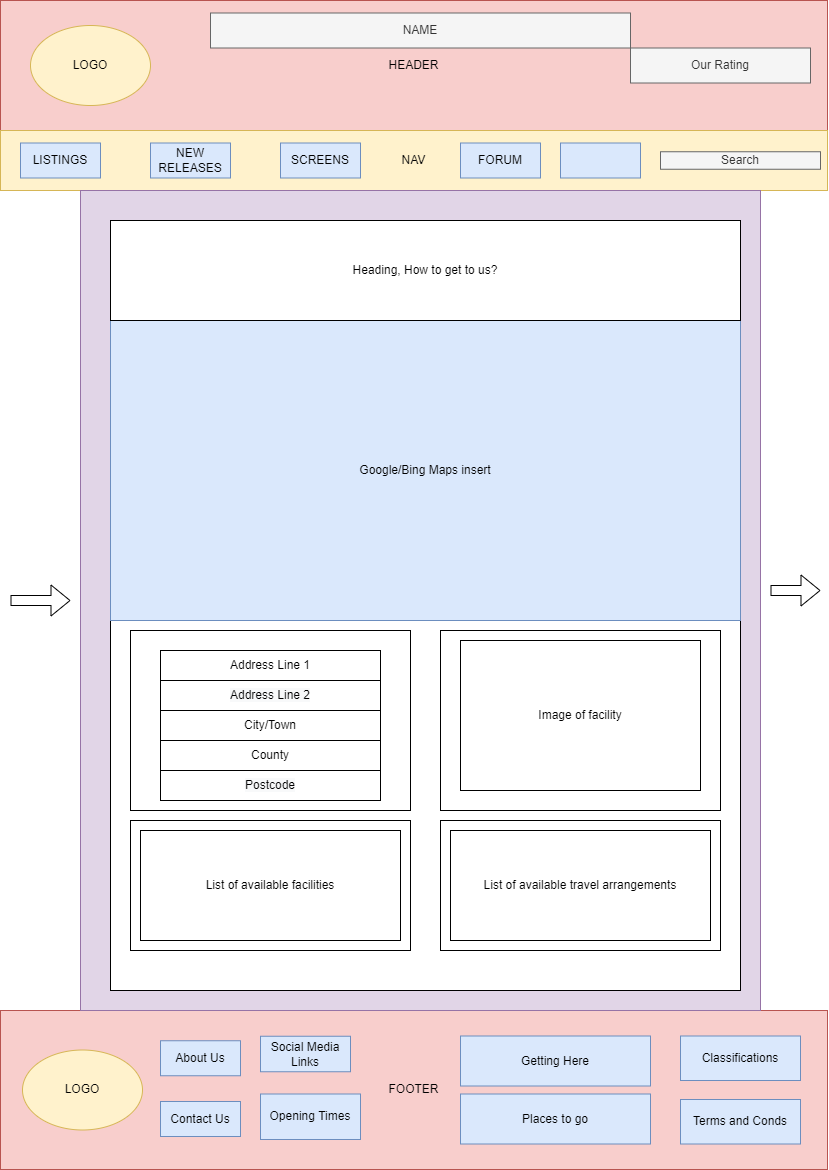 NAME
LOGO
HEADER
Our Rating
LISTINGS
NEW
RELEASES
SCREENS
NAV
FORUM
Search
Heading, How to get to us?
Google/Bing Maps insert
Address Line 1
Address Line 2
City/Town
County
Postcode
Image of facility
List of available facilities
List of available travel arrangements
LOGO
About Us
Social Media
Links
Contact Us
Opening Times
FOOTER
Getting Here
Places to go
Classifications
Terms and Conds